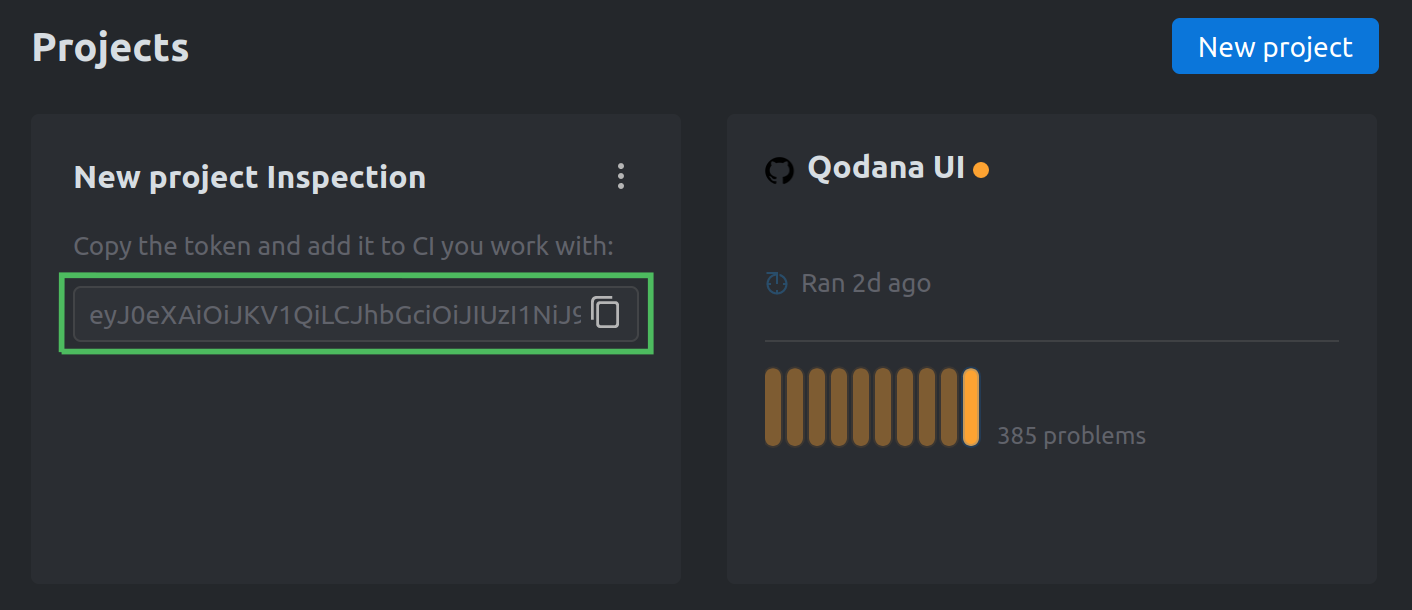 Projects
New project
New project Inspection
Copy the token and add it to CI you work with:
eyJ0eXAiOiJKV1QiLCJhbGciOiJIUzI1NiJ9
Qodana UI
Ran 2d ago
385 problems